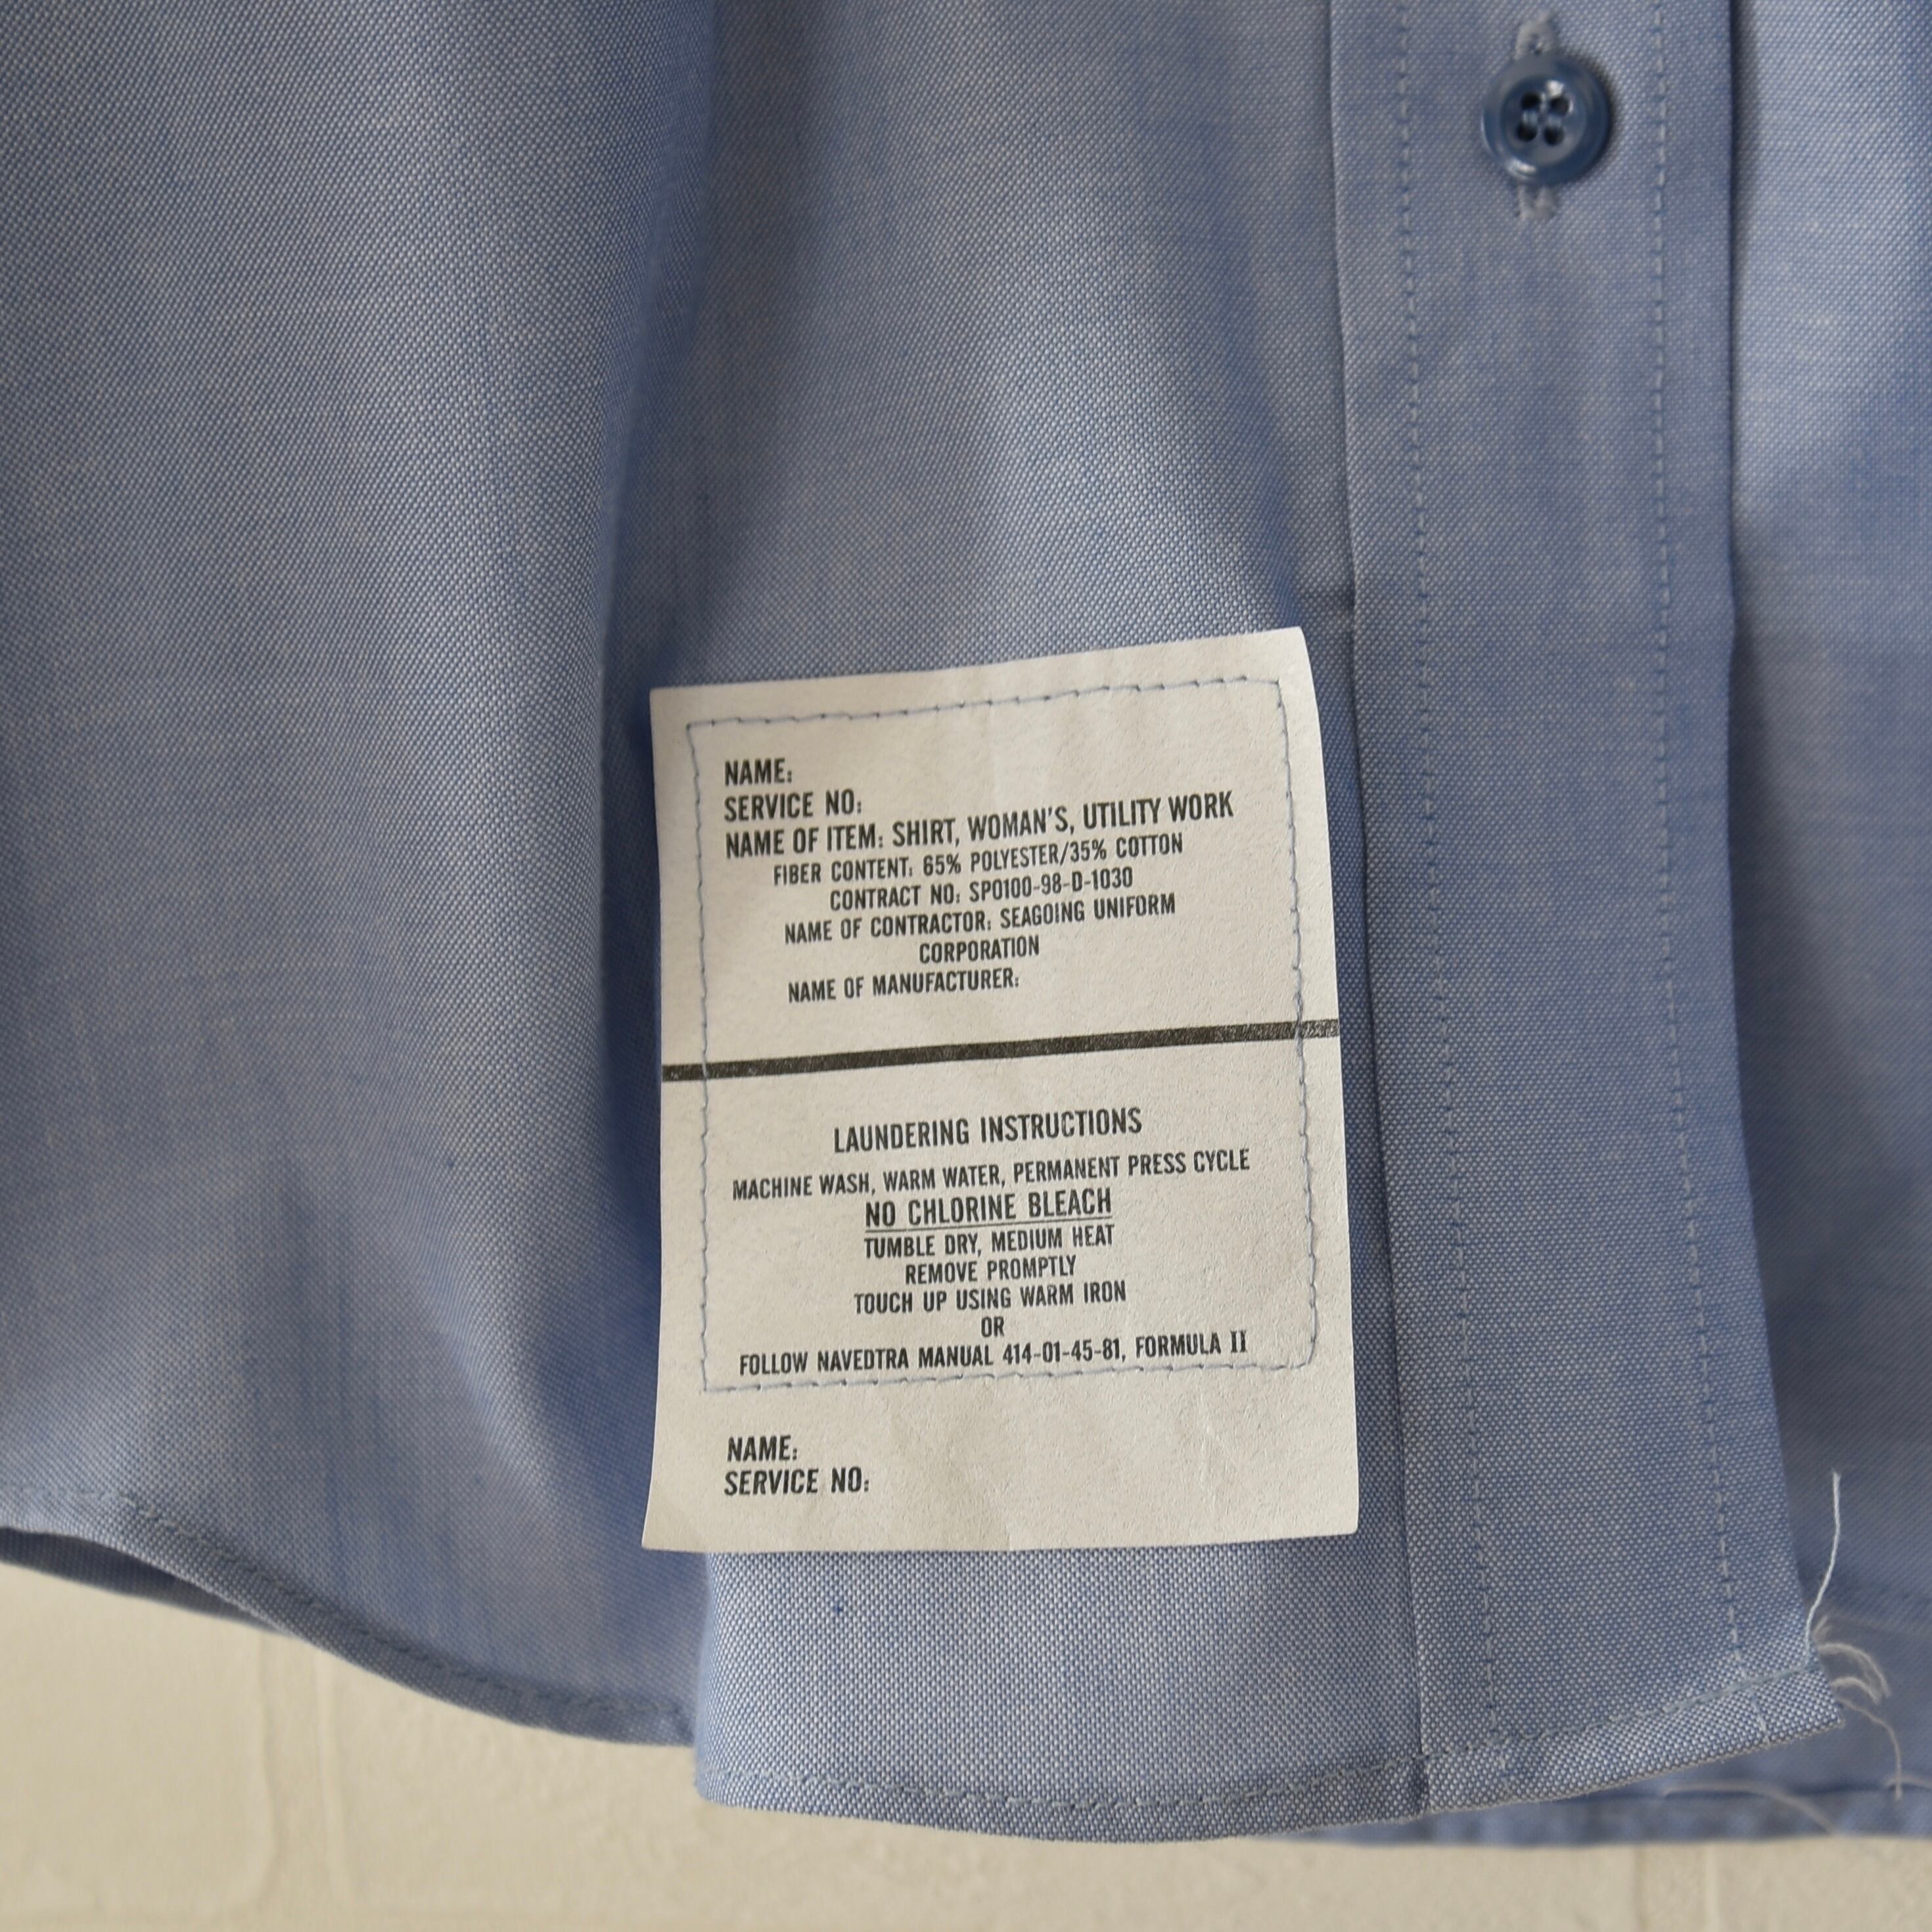 NAME:
SERVICE NO:
NAME OF ITEM: SHIRT, WOMAN'S, UTILITY WORK
FIBER CONTENT: 65% POLYESTER/35% COTTON
CONTRACT NO: SPO100-98-D-1030
NAME OF CONTRACTOR: SEAGOING UNIFORM
CORPORATION
NAME OF MANUFACTURER:
LAUNDERING INSTRUCTIONS
MACHINE WASH, WARM WATER, PERMANENT PRESS CYCLE
NO CHLORINE BLEACH
TUMBLE DRY, MEDIUM HEAT
REMOVE PROMPTLY
TOUCH UP USING WARM IRON
OR
FOLLOW NAVEDTRA MANUAL 414-01-45-81, FORMULA II
NAME:
SERVICE NO: